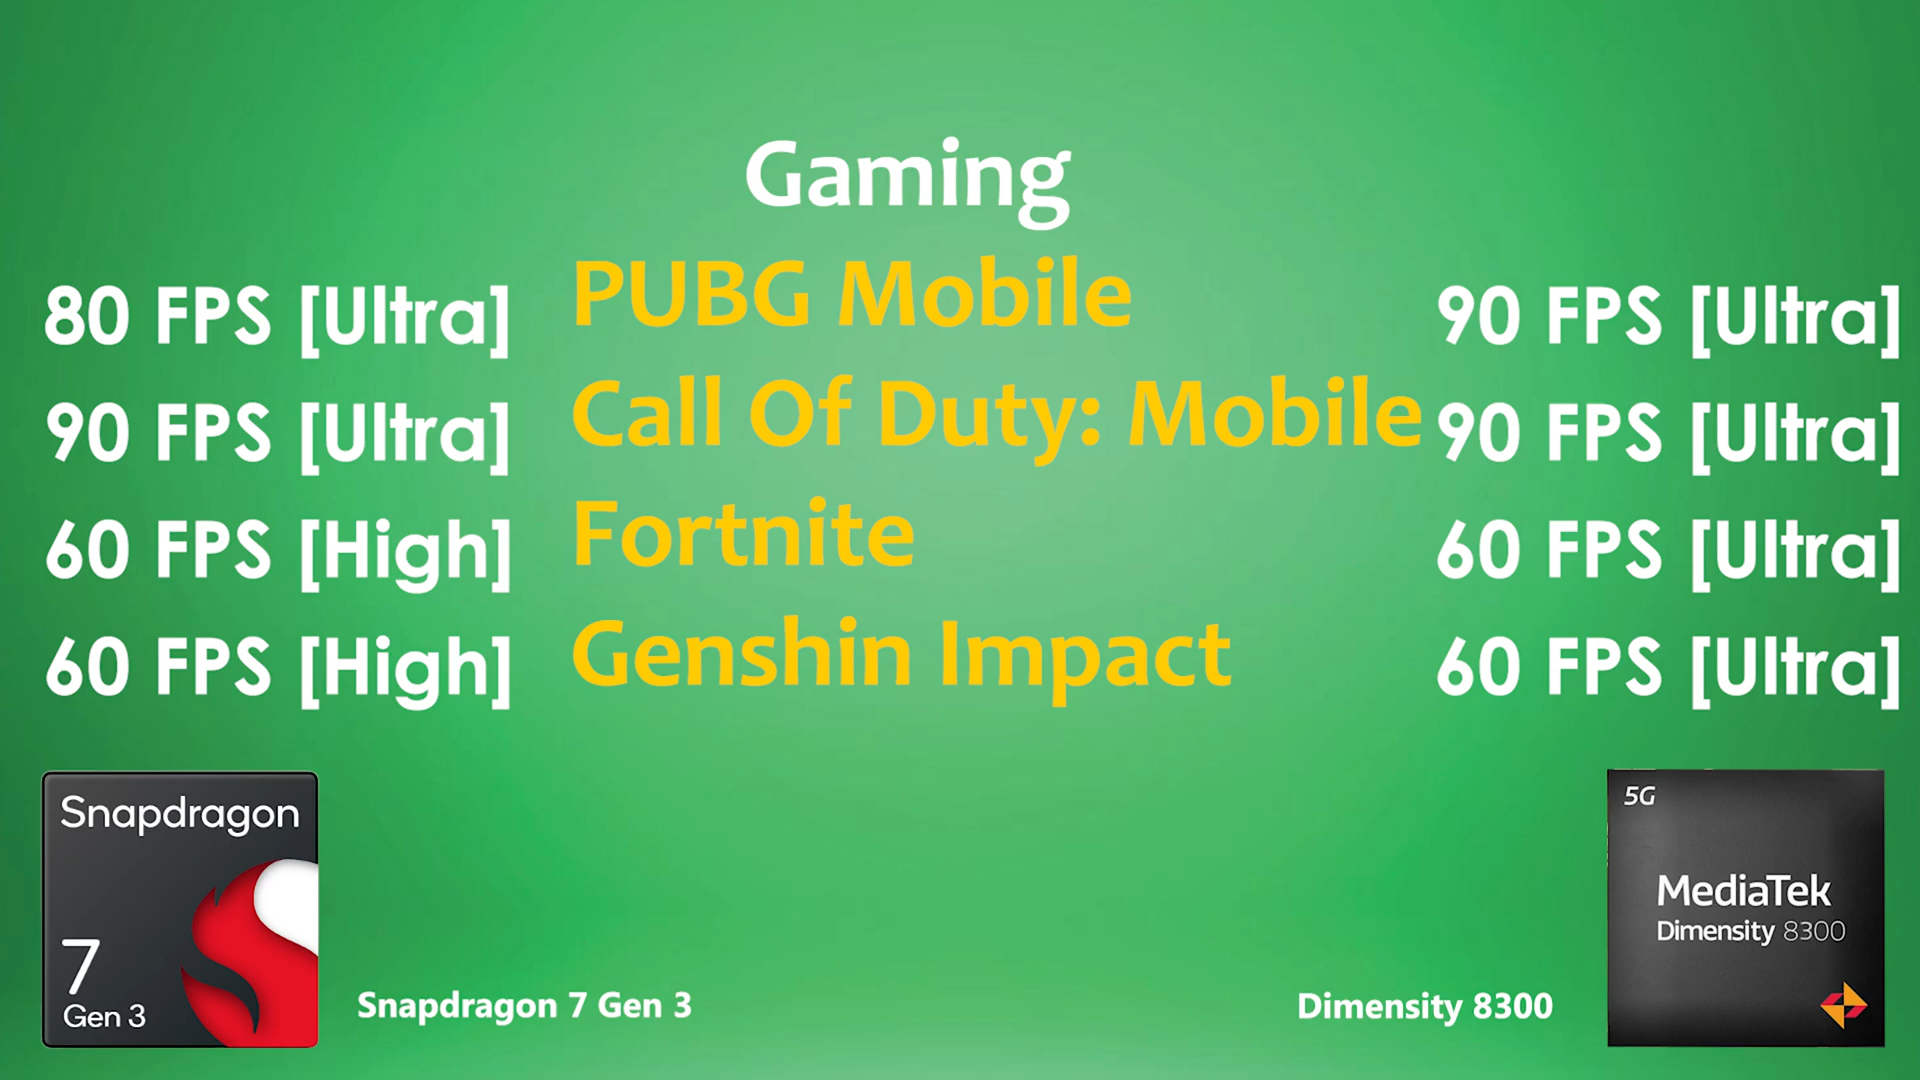 Gaming
80 FPS [Ultra] PUBG Mobile 90 FPS [Ultra]
90 FPS [Ultra] Call Of Duty: Mobile 90 FPS [Ultra]
60 FPS [High] Fortnite 60 FPS [Ultra]
60 FPS [High] Genshin Impact 60 FPS [Ultra]
Snapdragon
7
Gen 3
Snapdragon 7 Gen 3
Dimensity 8300
5G
MediaTek
Dimensity 8300